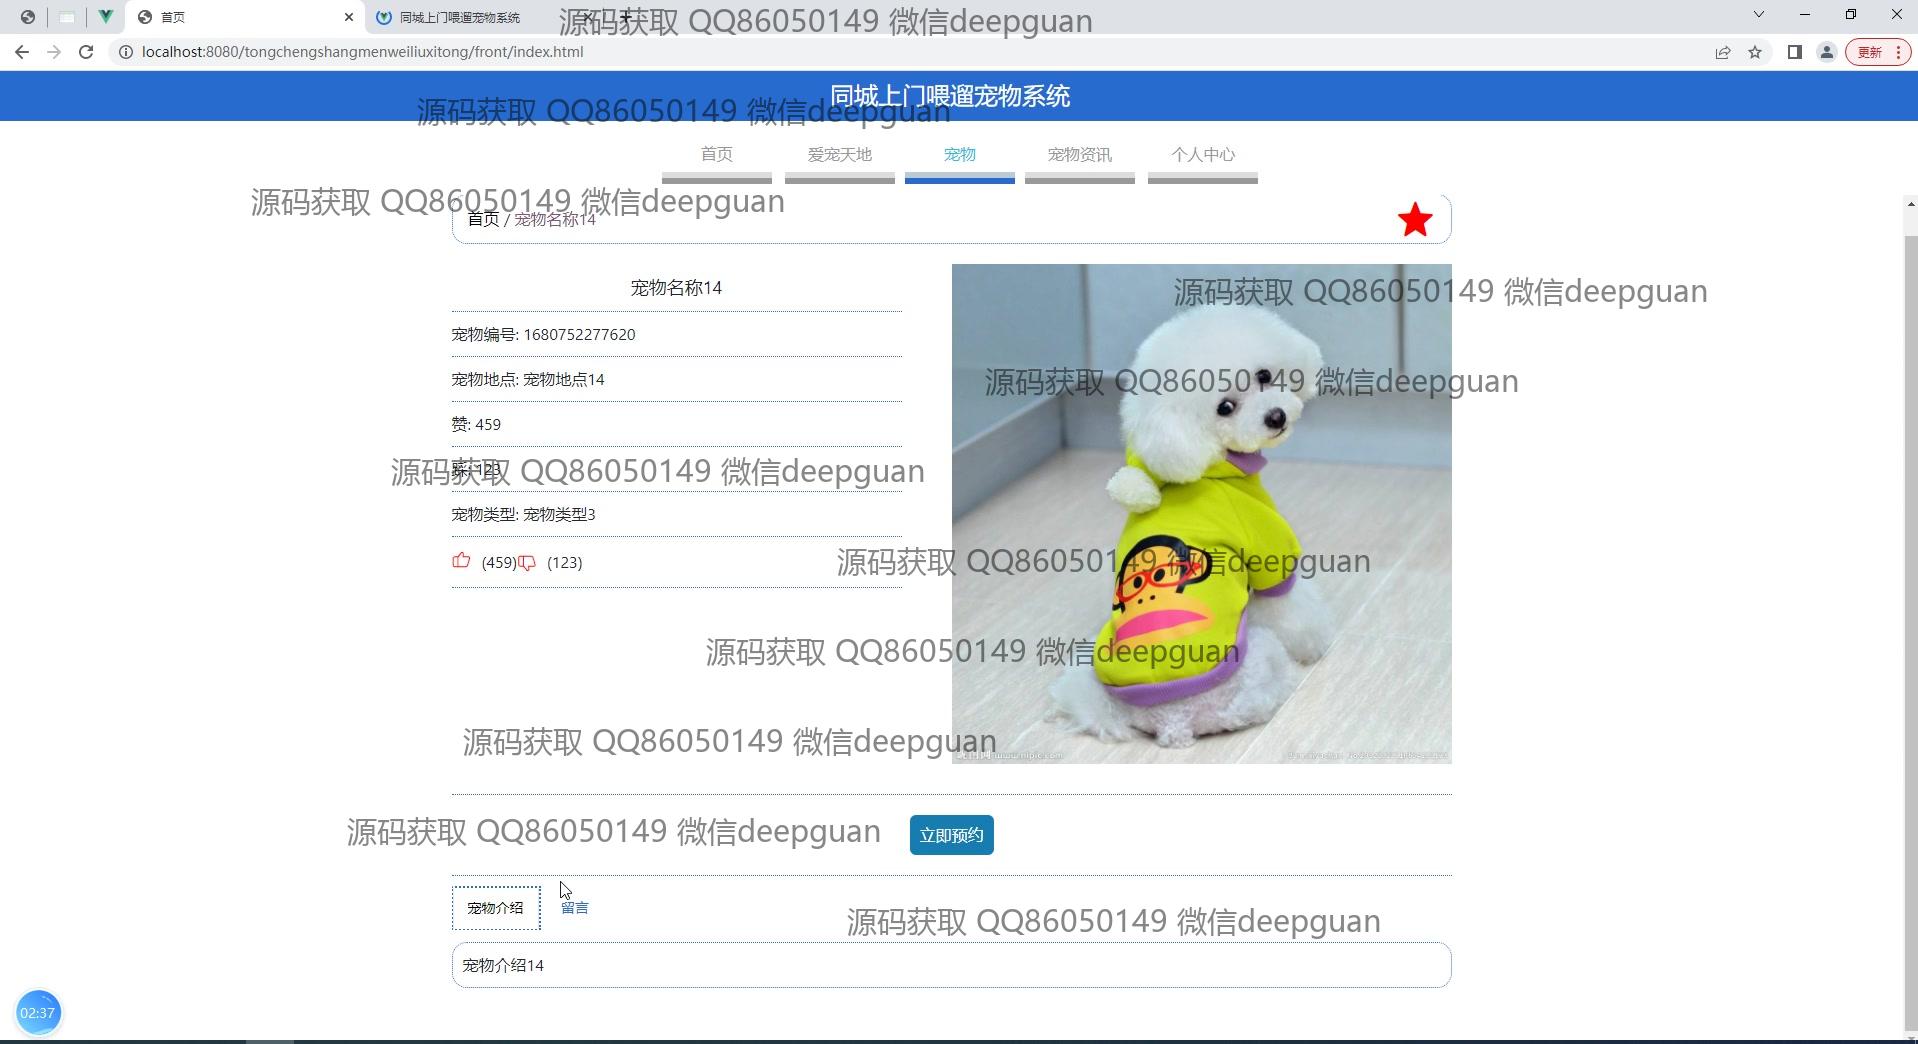 首页
同城上门喂遛宠物系统
源码获取 QQ86050149 微信deepguan
localhost:8080/tongchengshangmenweiliuxitong/front/index.html
更新
同城上门喂遛宠物系统
源码获取 QQ86050149 微信deepguan
首页
爱宠天地
宠物
宠物资讯
个人中心
源码获取 QQ86050149 微信deepguan
首页 / 宠物名称14
宠物名称14
源码获取 QQ86050149 微信deepguan
宠物编号: 1680752277620
宠物地点: 宠物地点14
源码获取 QQ86050149 微信deepguan
赞: 459
踩: 123
源码获取 QQ86050149 微信deepguan
宠物类型: 宠物类型3
(459) (123)
源码获取 QQ86050149 微信deepguan
源码获取 QQ86050149 微信deepguan
源码获取 QQ86050149 微信deepguan
源码获取 QQ86050149 微信deepguan
立即预约
宠物介绍
留言
源码获取 QQ86050149 微信deepguan
宠物介绍14
02:37